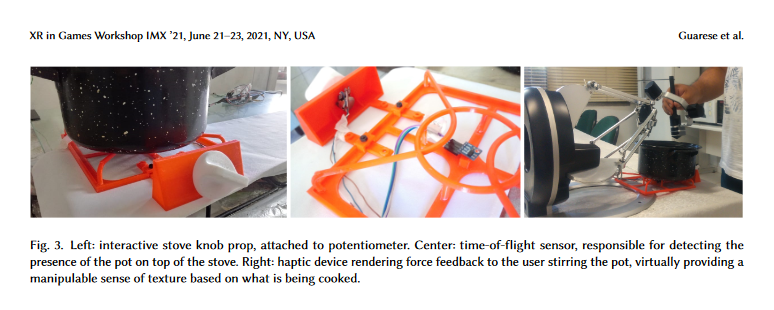 XR in Games Workshop IMX ’21, June 21–23, 2021, NY, USA
Guarese et al.
Fig. 3. Left: interactive stove knob prop, attached to potentiometer. Center: time-of-flight sensor, responsible for detecting the
presence of the pot on top of the stove. Right: haptic device rendering force feedback to the user stirring the pot, virtually providing a
manipulable sense of texture based on what is being cooked.